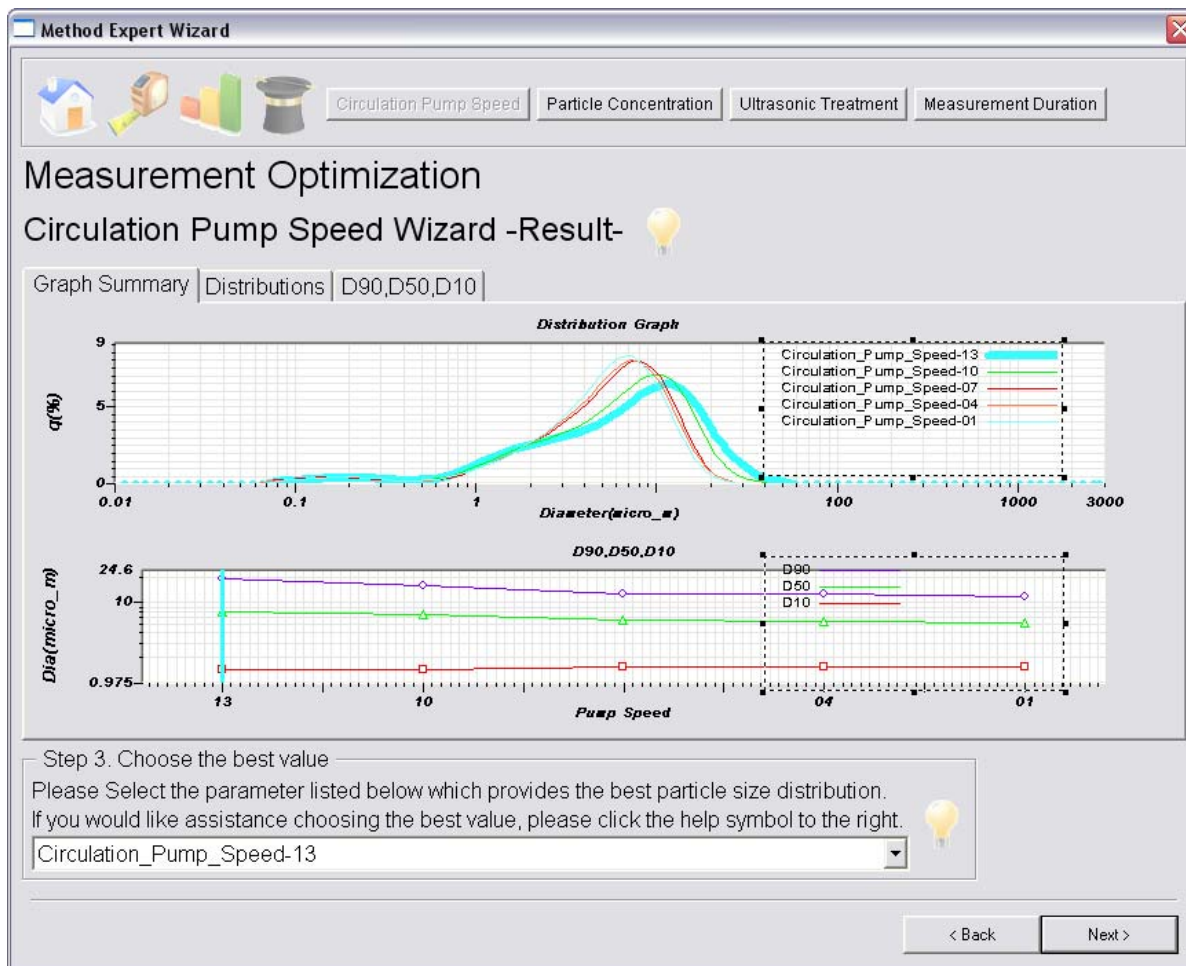 Method Expert Wizard
Circulation Pump Speed
Particle Concentration
Ultrasonic Treatment
Measurement Duration
Measurement Optimization
Circulation Pump Speed Wizard -Result-
Graph Summary
Distributions
D90,D50,D10
Distribution Graph
9
5
0
q(%)
Circulation_Pump_Speed-13
Circulation_Pump_Speed-10
Circulation_Pump_Speed-07
Circulation_Pump_Speed-04
Circulation_Pump_Speed-01
0.01 0.1 1 100 1000 3000
Diameter(micro_m)
D90,D50,D10
24.6
10
0.975
Dia(micro_m)
D90
D50
D10
13 10 04 01
Pump Speed
Step 3. Choose the best value
Please Select the parameter listed below which provides the best particle size distribution.
If you would like assistance choosing the best value, please click the help symbol to the right.
Circulation_Pump_Speed-13
< Back
Next >